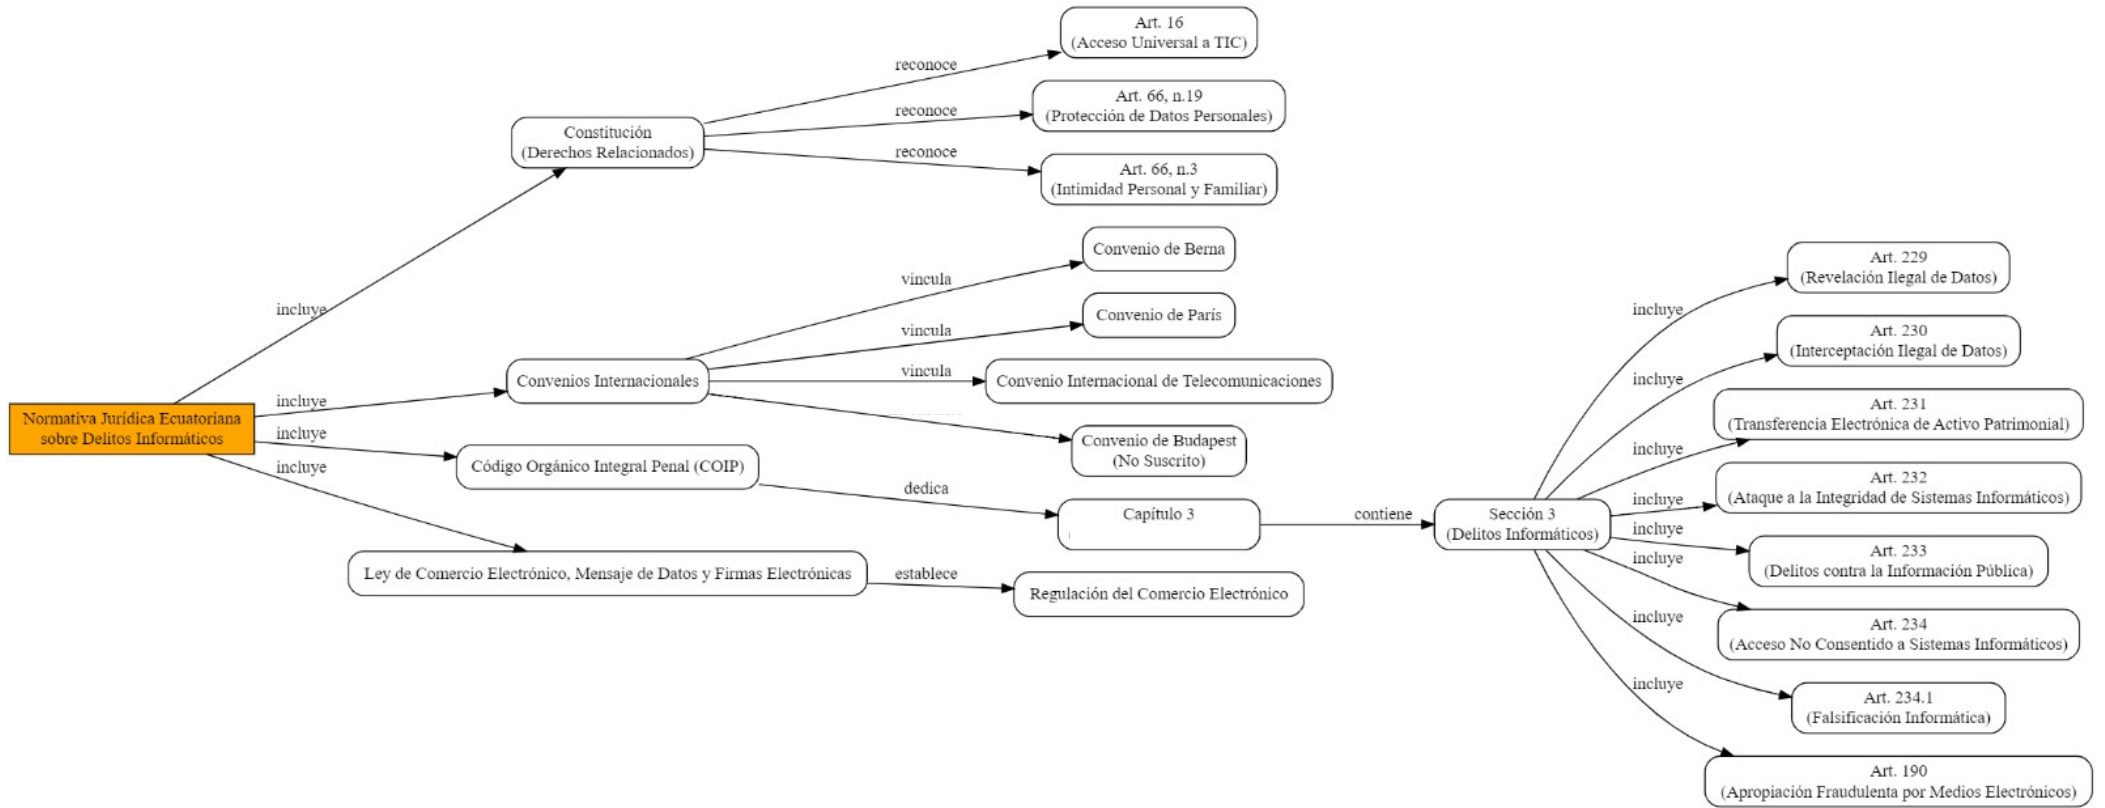 Normativa Jurídica Ecuatoriana
sobre Delitos Informáticos
incluye
incluye
incluye
incluye
Constitución
(Derechos Relacionados)
reconoce
reconoce
reconoce
Art. 16
(Acceso Universal a TIC)
Art. 66, n.19
(Protección de Datos Personales)
Art. 66, n.3
(Intimidad Personal y Familiar)
Convenios Internacionales
vincula
vincula
vincula
Convenio de Berna
Convenio de París
Convenio Internacional de Telecomunicaciones
Convenio de Budapest
(No Suscrito)
Código Orgánico Integral Penal (COIP)
dedica
Capítulo 3
contiene
Sección 3
(Delitos Informáticos)
Ley de Comercio Electrónico, Mensaje de Datos y Firmas Electrónicas
establece
Regulación del Comercio Electrónico
incluye
incluye
incluye
incluye
incluye
incluye
incluye
incluye
Art. 229
(Revelación Ilegal de Datos)
Art. 230
(Interceptación Ilegal de Datos)
Art. 231
(Transferencia Electrónica de Activo Patrimonial)
Art. 232
(Ataque a la Integridad de Sistemas Informáticos)
Art. 233
(Delitos contra la Información Pública)
Art. 234
(Acceso No Consentido a Sistemas Informáticos)
Art. 234.1
(Falsificación Informática)
Art. 190
(Apropiación Fraudulenta por Medios Electrónicos)